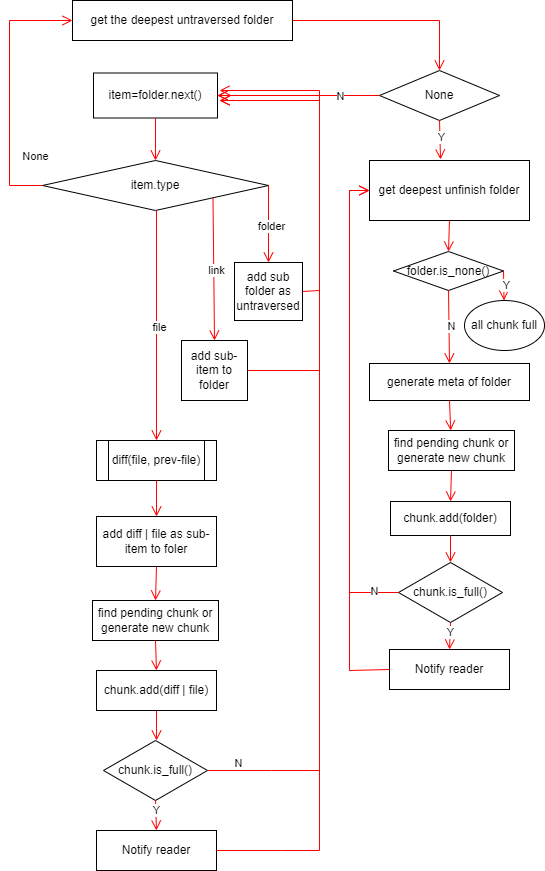 get the deepest untraversed folder
item=folder.next()
N
None
Y
None
item.type
get deepest unfinish folder
folder
link
file
add sub
folder as
untraversed
folder.is_none()
Y
all chunk full
N
add sub-
item to
folder
generate meta of folder
diff(file, prev-file)
find pending chunk or
generate new chunk
add diff | file as sub-
item to foler
chunk.add(folder)
find pending chunk or
generate new chunk
chunk.is_full()
N
Y
chunk.add(diff | file)
Notify reader
chunk.is_full()
N
Y
Notify reader